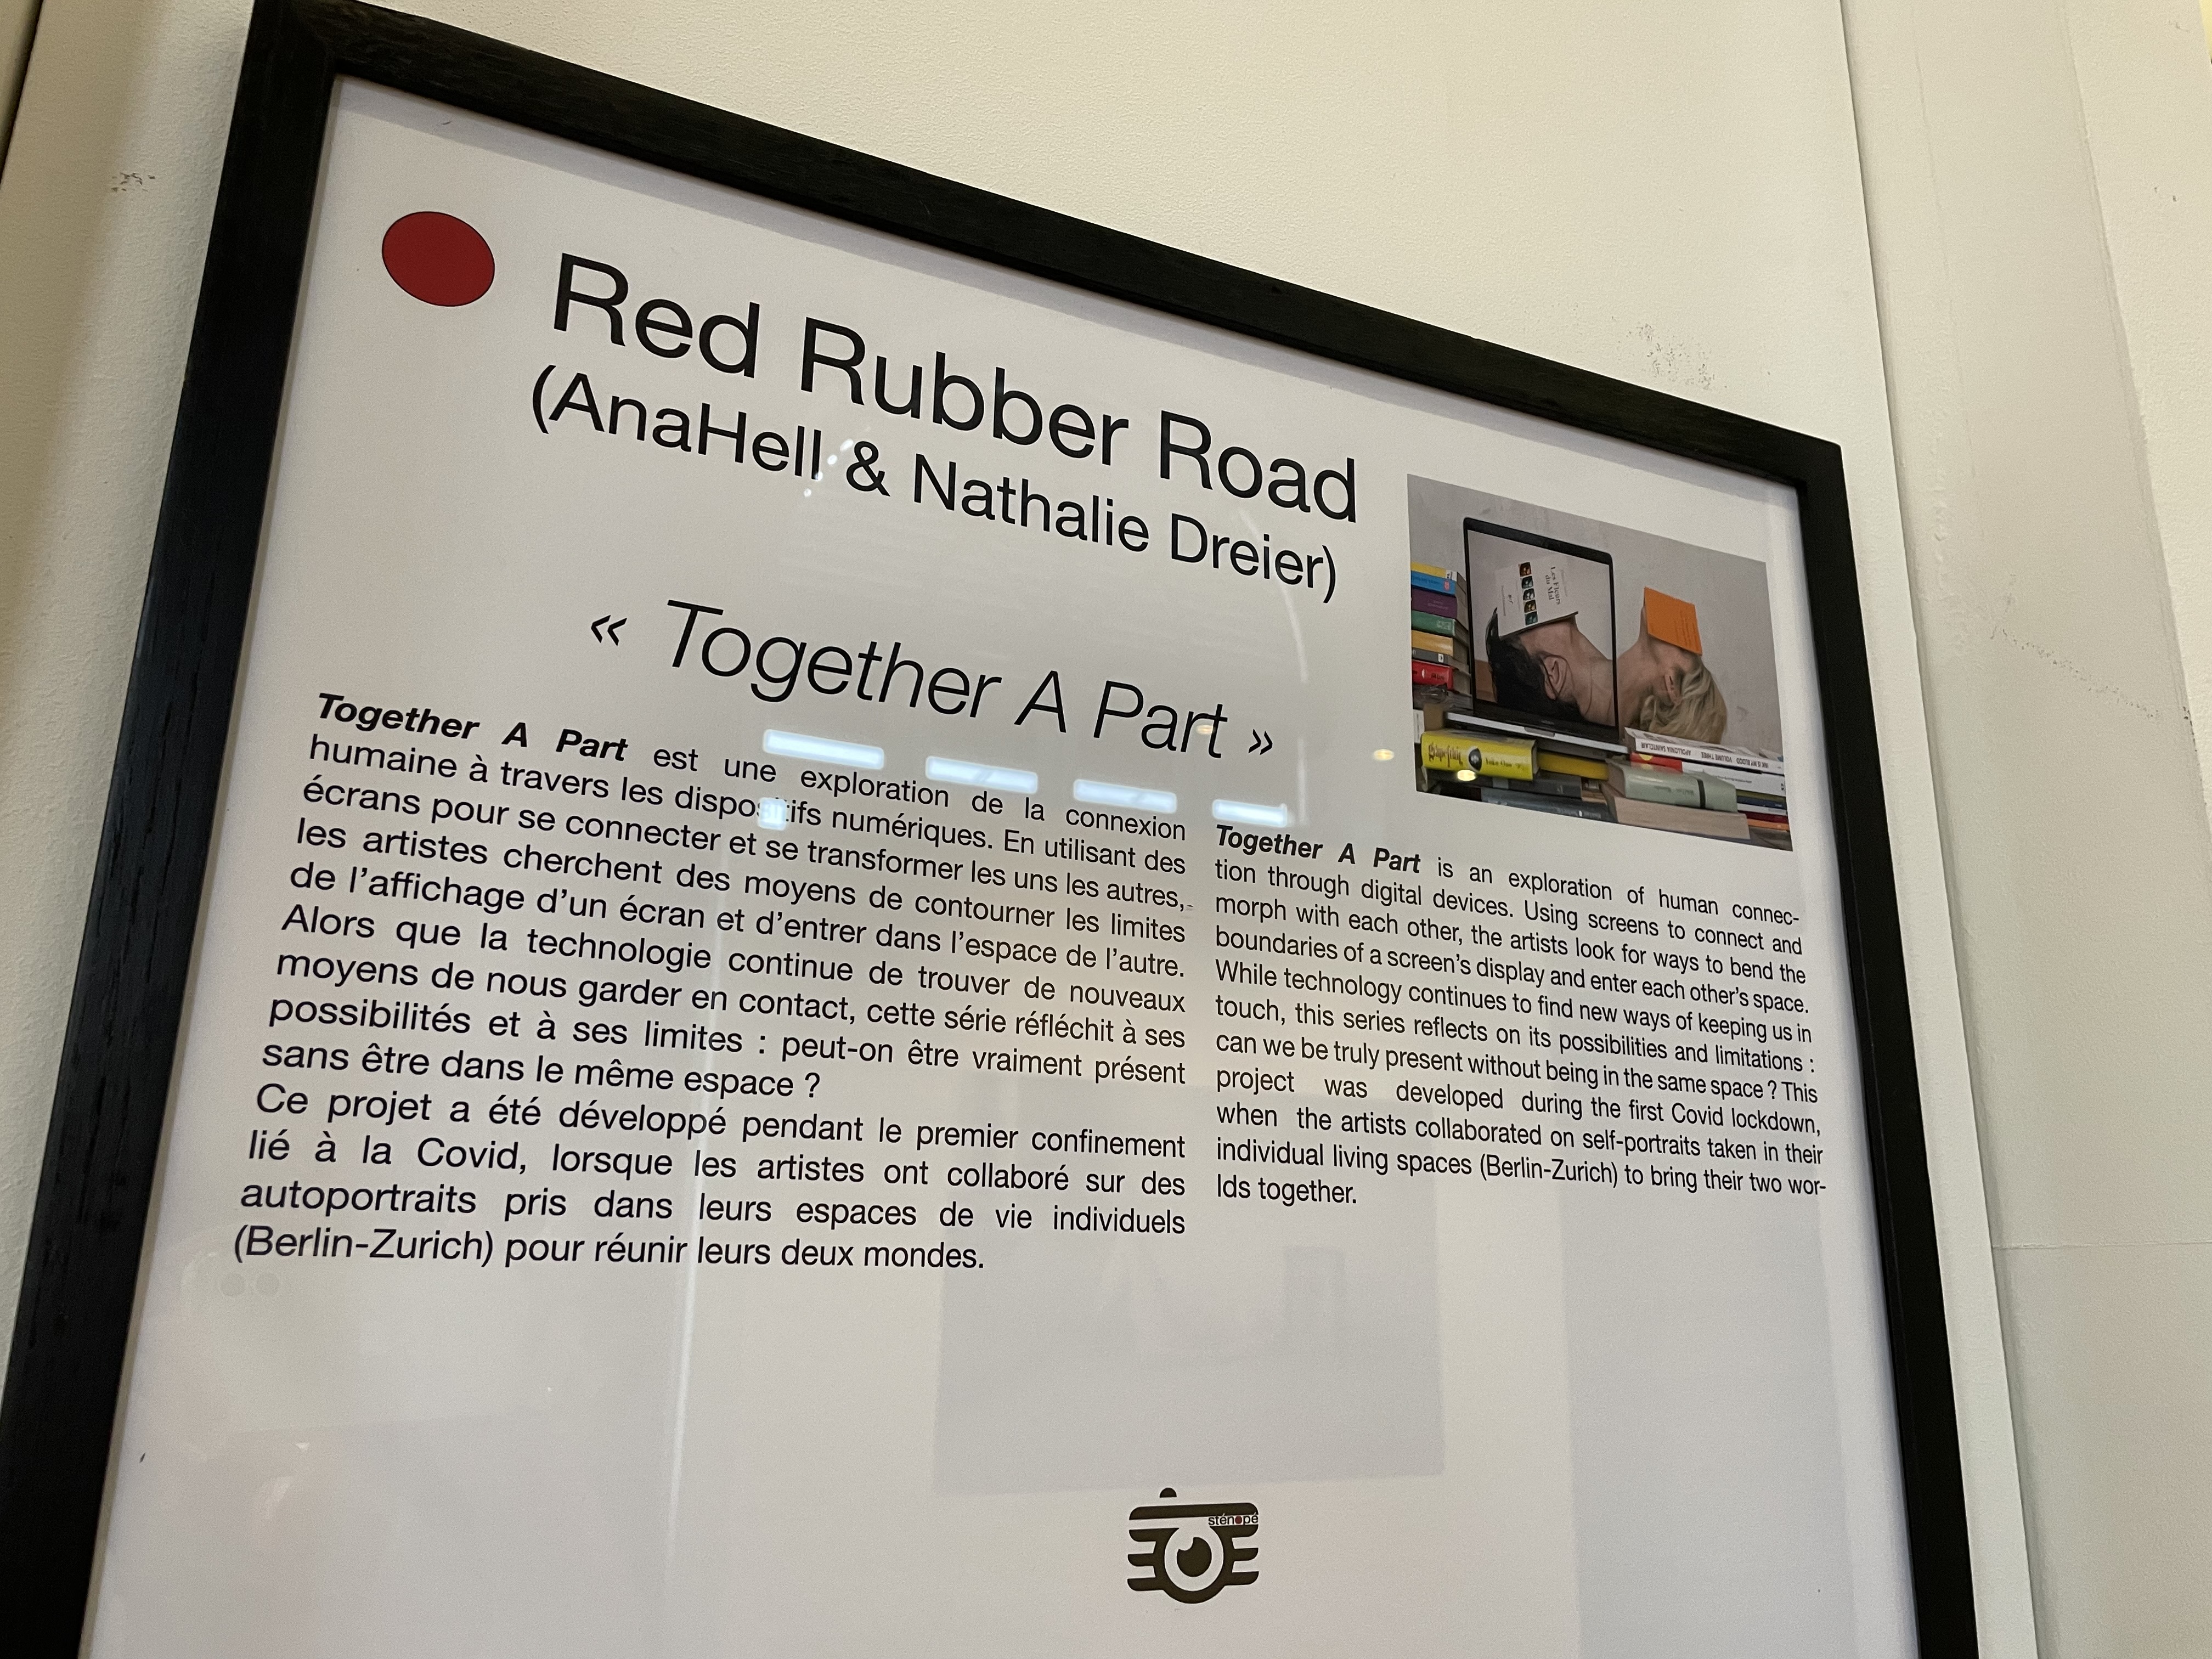 Red Rubber Road
(AnaHell & Nathalie Dreier)
« Together A Part »
Together A Part est une exploration de la connexion
humaine à travers les dispositifs numériques. En utilisant des
écrans pour se connecter et se transformer les uns les autres,
les artistes cherchent des moyens de contourner les limites
de l'affichage d'un écran et d'entrer dans l'espace de l'autre.
Alors que la technologie continue de trouver de nouveaux
moyens de nous garder en contact, cette série réfléchit à ses
possibilités et à ses limites : peut-on être vraiment présent
sans être dans le même espace ?
Ce projet a été développé pendant le premier confinement
lié à la Covid, lorsque les artistes ont collaboré sur des
autoportraits pris dans leurs espaces de vie individuels
(Berlin-Zurich) pour réunir leurs deux mondes.
Together A Part is an exploration of human connec-
tion through digital devices. Using screens to connect and
morph with each other, the artists look for ways to bend the
boundaries of a screen's display and enter each other's space.
While technology continues to find new ways of keeping us in
touch, this series reflects on its possibilities and limitations :
can we be truly present without being in the same space ? This
project was developed during the first Covid lockdown,
when the artists collaborated on self-portraits taken in their
individual living spaces (Berlin-Zurich) to bring their two wor-
lds together.
Les Fleurs
du Mal
VOLUME THREE
sténopé